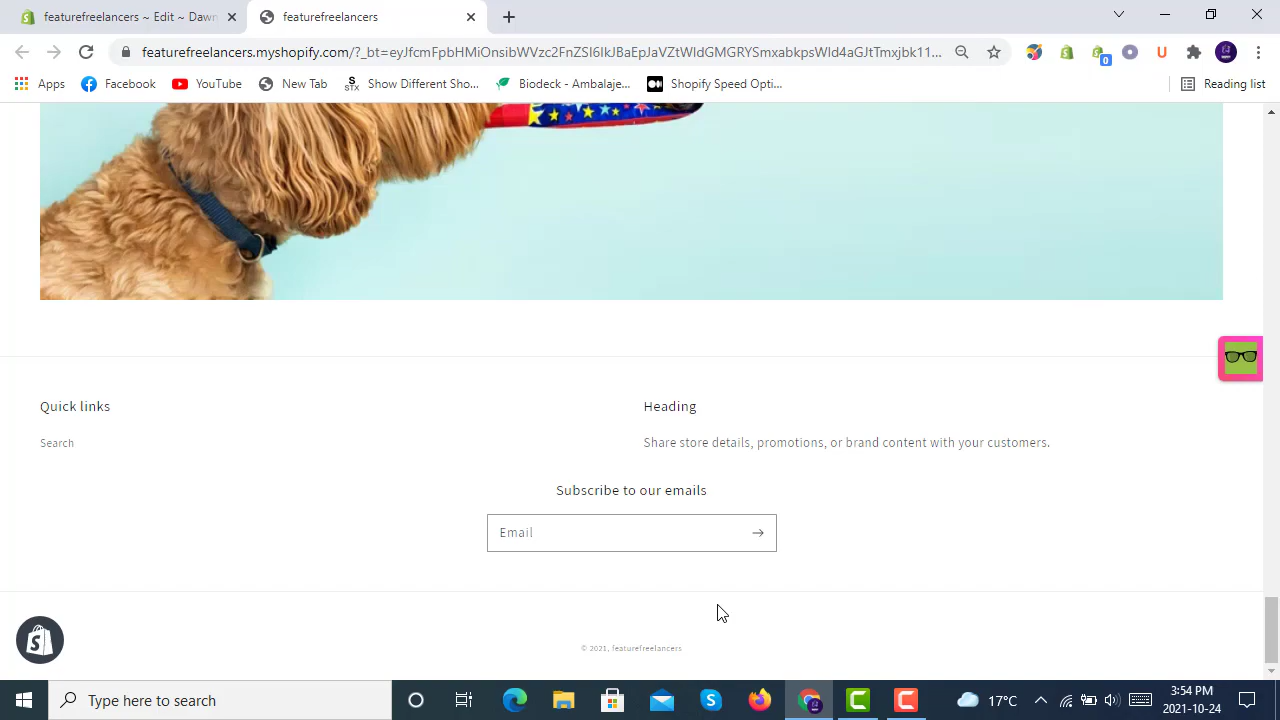 featurefreelancers ~ Edit ~ Dawn
featurefreelancers
featurefreelancers.myshopify.com/?_bt=eyJfcmFpbHMiOnsibWVzc2FnZSI6IkJBaEpJaVZtWldGMGRYSmxabkpsWld4aGJtTmxjbk11...
0
Apps
Facebook
YouTube
New Tab
STX
Show Different Sho...
Biodeck - Ambalaje...
Shopify Speed Opti...
Reading list
Quick links
Heading
Search
Share store details, promotions, or brand content with your customers.
Subscribe to our emails
Email
© 2021, featurefreelancers
Type here to search
17°C
3:54 PM
2021-10-24